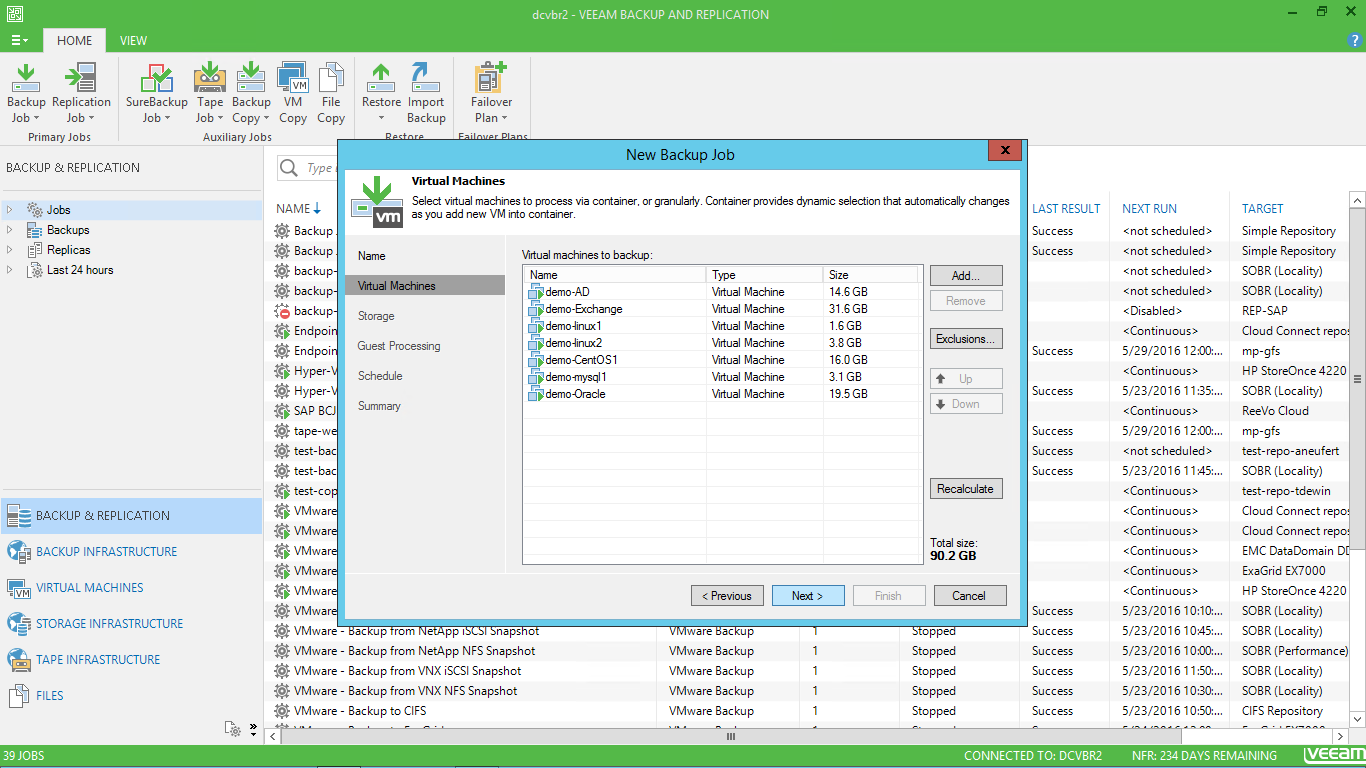 dcvbr2 - VEEAM BACKUP AND REPLICATION
HOME
VIEW
Backup Job
Replication Job
SureBackup Job
Tape Job
Backup Copy
VM Copy
File Copy
Restore
Import Backup
Failover Plan
Primary Jobs
Auxiliary Jobs
Restore
Failover Plans
BACKUP & REPLICATION
Jobs
Backups
Replicas
Last 24 hours
BACKUP & REPLICATION
BACKUP INFRASTRUCTURE
VIRTUAL MACHINES
STORAGE INFRASTRUCTURE
TAPE INFRASTRUCTURE
FILES
Type
NAME
LAST RESULT NEXT RUN TARGET
Backup Success <not scheduled> Simple Repository
Backup Success <not scheduled> Simple Repository
backup- <not scheduled> SOBR (Locality)
backup- <not scheduled> SOBR (Locality)
backup- <Disabled> REP-SAP
Endpoin <Continuous> Cloud Connect repos
Endpoin Success 5/29/2016 12:00:... mp-gfs
Hyper-V <Continuous> HP StoreOnce 4220
Hyper-V Success 5/23/2016 11:35:... SOBR (Locality)
SAP BCJ <Continuous> ReeVo Cloud
tape-we Success 5/29/2016 12:00:... mp-gfs
test-bac Success <not scheduled> test-repo-aneufert
test-bac Success 5/23/2016 11:45:... SOBR (Locality)
test-cop <Continuous> test-repo-tdewin
VMware <Continuous> Cloud Connect repos
VMware <Continuous> Cloud Connect repos
VMware <Continuous> EMC DataDomain DD
VMware <Continuous> ExaGrid EX7000
VMware <Continuous> HP StoreOnce 4220
VMware Success 5/23/2016 10:10:... SOBR (Locality)
VMware - Backup from NetApp iSCSI Snapshot VMware Backup 1 Stopped Success 5/23/2016 10:45:... SOBR (Locality)
VMware - Backup from NetApp NFS Snapshot VMware Backup 1 Stopped Success 5/23/2016 10:00:... SOBR (Performance)
VMware - Backup from VNX iSCSI Snapshot VMware Backup 1 Stopped Success 5/23/2016 11:50:... SOBR (Locality)
VMware - Backup from VNX NFS Snapshot VMware Backup 1 Stopped Success 5/23/2016 10:30:... SOBR (Locality)
VMware - Backup to CIFS VMware Backup 1 Stopped Success 5/23/2016 10:50:... CIFS Repository
New Backup Job
vm
Virtual Machines
Select virtual machines to process via container, or granularly. Container provides dynamic selection that automatically changes
as you add new VM into container.
Name
Virtual Machines
Storage
Guest Processing
Schedule
Summary
Virtual machines to backup:
Name Type Size
demo-AD Virtual Machine 14.6 GB
demo-Exchange Virtual Machine 31.6 GB
demo-linux1 Virtual Machine 1.6 GB
demo-linux2 Virtual Machine 3.8 GB
demo-CentOS1 Virtual Machine 16.0 GB
demo-mysql1 Virtual Machine 3.1 GB
demo-Oracle Virtual Machine 19.5 GB
Add...
Remove
Exclusions...
Up
Down
Recalculate
Total size:
90.2 GB
< Previous
Next >
Finish
Cancel
39 JOBS
CONNECTED TO: DCVBR2
NFR: 234 DAYS REMAINING
veeam